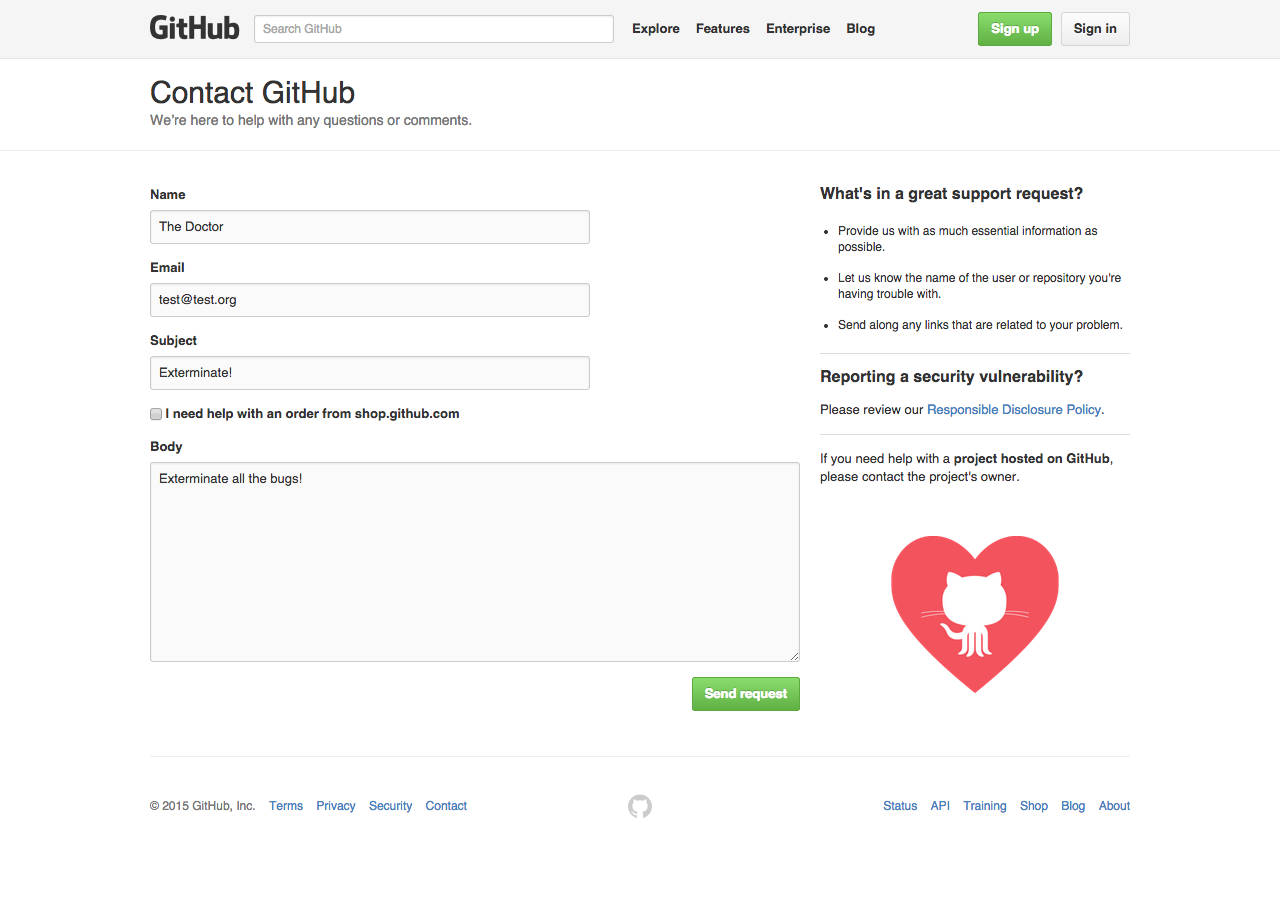 GitHub Search GitHub Explore Features Enterprise Blog Sign up Sign in
Contact GitHub
We're here to help with any questions or comments.
Name
The Doctor
Email
test@test.org
Subject
Exterminate!
I need help with an order from shop.github.com
Body
Exterminate all the bugs!
Send request
What's in a great support request?
• Provide us with as much essential information as
possible.
• Let us know the name of the user or repository you're
having trouble with.
• Send along any links that are related to your problem.
Reporting a security vulnerability?
Please review our Responsible Disclosure Policy.
If you need help with a project hosted on GitHub,
please contact the project's owner.
© 2015 GitHub, Inc. Terms Privacy Security Contact Status API Training Shop Blog About